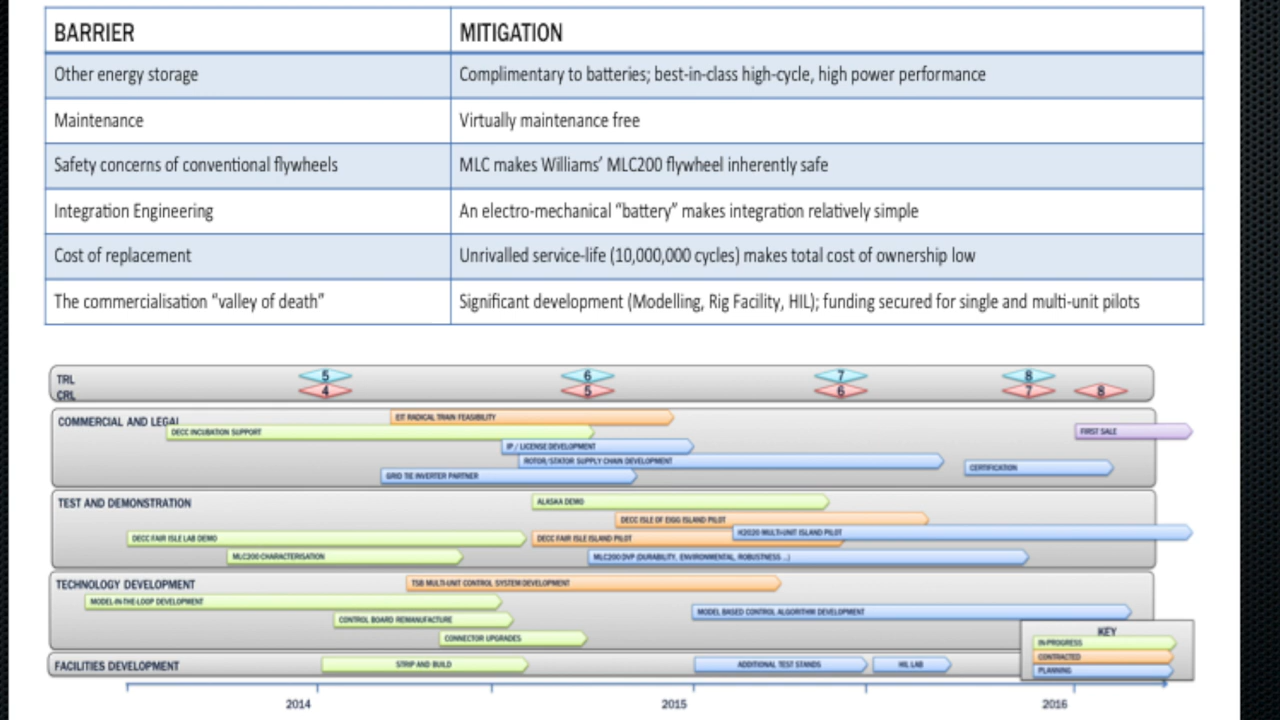 BARRIER MITIGATION
Other energy storage Complimentary to batteries; best-in-class high-cycle, high power performance
Maintenance Virtually maintenance free
Safety concerns of conventional flywheels MLC makes Williams’ MLC200 flywheel inherently safe
Integration Engineering An electro-mechanical “battery” makes integration relatively simple
Cost of replacement Unrivalled service-life (10,000,000 cycles) makes total cost of ownership low
The commercialisation “valley of death” Significant development (Modelling, Rig Facility, HIL); funding secured for single and multi-unit pilots
TRL 5 6 7 8
CRL 4 5 6 7 8
COMMERCIAL AND LEGAL
EIT RADICAL TRAIN FEASIBILITY
DECC INCUBATION SUPPORT
FIRST SALE
IP / LICENSE DEVELOPMENT
ROTOR/STATOR SUPPLY CHAIN DEVELOPMENT
CERTIFICATION
GRID TIE INVERTER PARTNER
TEST AND DEMONSTRATION
ALASKA DEMO
DECC ISLE OF EIGG ISLAND PILOT
H2020 MULTI-UNIT ISLAND PILOT
DECC FAIR ISLE LAB DEMO
DECC FAIR ISLE ISLAND PILOT
MLC200 CHARACTERISATION
MLC200 DVP (DURABILITY, ENVIRONMENTAL, ROBUSTNESS ..)
TECHNOLOGY DEVELOPMENT
TSB MULTI-UNIT CONTROL SYSTEM DEVELOPMENT
MODEL-IN-THE-LOOP DEVELOPMENT
MODEL BASED CONTROL ALGORITHM DEVELOPMENT
CONTROL BOARD REMANUFACTURE
CONNECTOR UPGRADES
KEY
IN-PROGRESS
CONTRACTED
PLANNING
FACILITIES DEVELOPMENT
STRIP AND BUILD
ADDITIONAL TEST STANDS
HIL LAB
2014 2015 2016